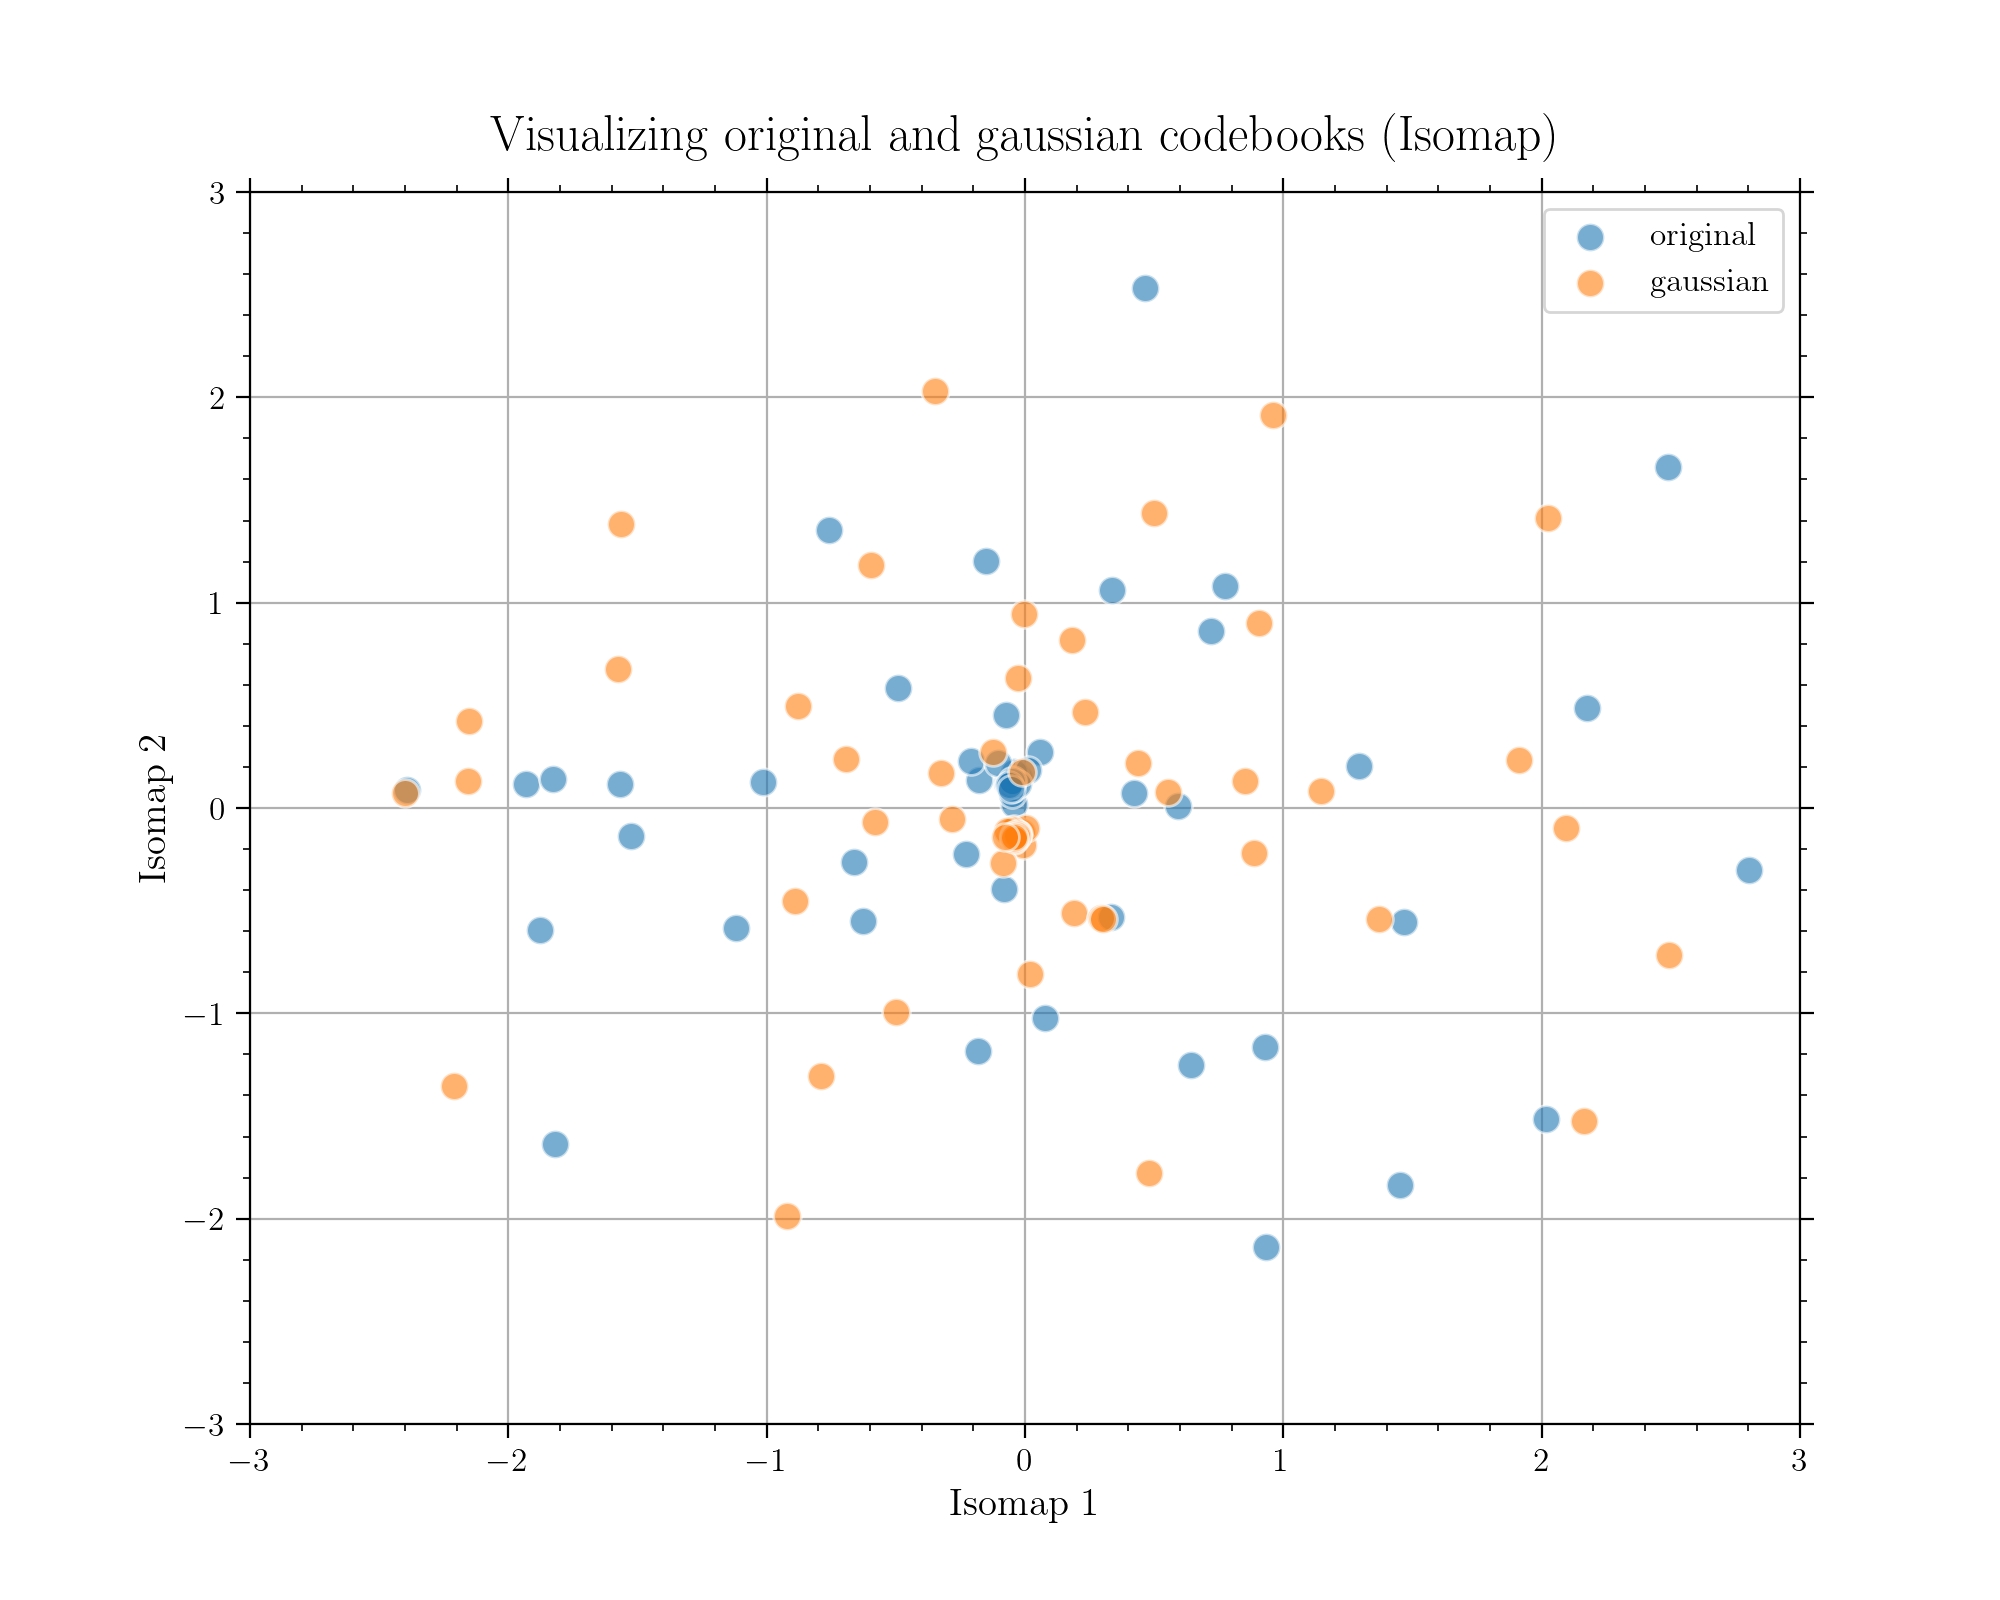 Visualizing original and gaussian codebooks (Isomap)
original
gaussian
3
2
1
0
−1
−2
−3
Isomap 2
−3 −2 −1 0 1 2 3
Isomap 1